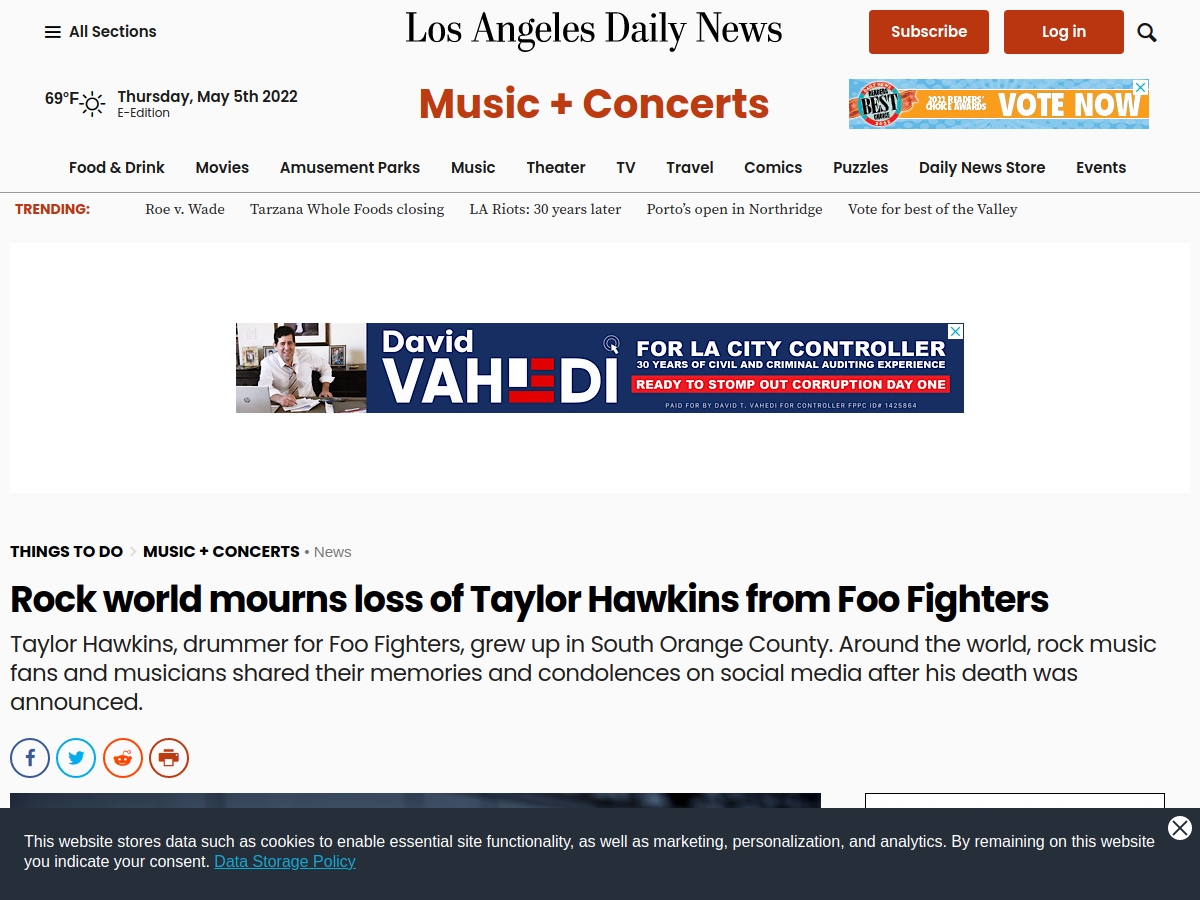 All Sections
Los Angeles Daily News
Subscribe
Log in
69°F
Thursday, May 5th 2022
E-Edition
Music + Concerts
READERS' BEST CHOICE 2022
2022 READERS' CHOICE AWARDS
VOTE NOW
Food & Drink Movies Amusement Parks Music Theater TV Travel Comics Puzzles Daily News Store Events
TRENDING: Roe v. Wade Tarzana Whole Foods closing LA Riots: 30 years later Porto's open in Northridge Vote for best of the Valley
David
VAHEDI
FOR LA CITY CONTROLLER
30 YEARS OF CIVIL AND CRIMINAL AUDITING EXPERIENCE
READY TO STOMP OUT CORRUPTION DAY ONE
PAID FOR BY DAVID T. VAHEDI FOR CONTROLLER FPPC ID# 1425864
THINGS TO DO > MUSIC + CONCERTS • News
Rock world mourns loss of Taylor Hawkins from Foo Fighters
Taylor Hawkins, drummer for Foo Fighters, grew up in South Orange County. Around the world, rock music
fans and musicians shared their memories and condolences on social media after his death was
announced.
This website stores data such as cookies to enable essential site functionality, as well as marketing, personalization, and analytics. By remaining on this website
you indicate your consent. Data Storage Policy